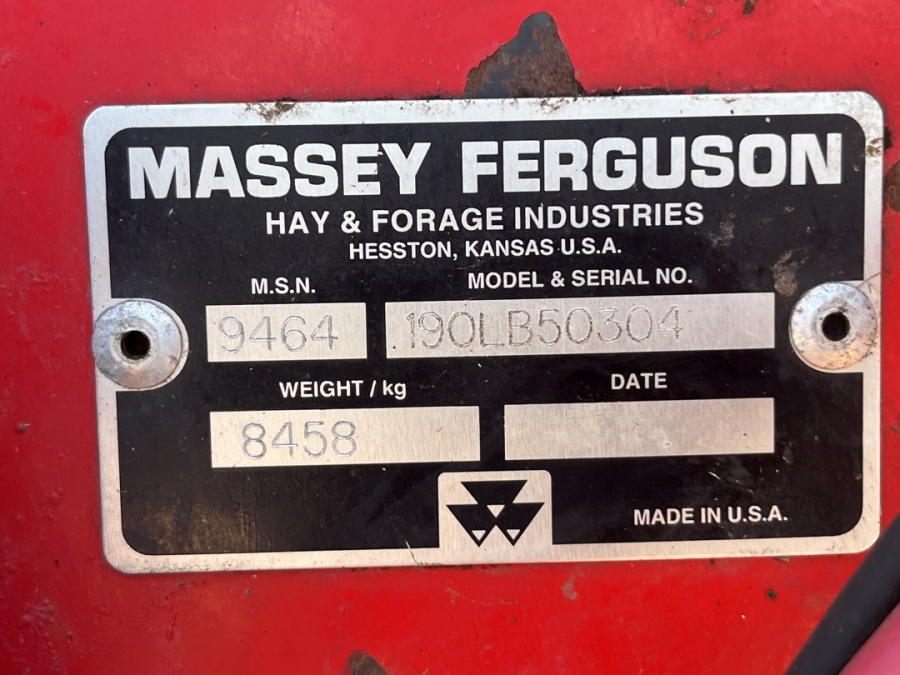 MASSEY FERGUSON
HAY & FORAGE INDUSTRIES
HESSTON, KANSAS U.S.A.
M.S.N. MODEL & SERIAL NO.
9464 190LB50304
WEIGHT / kg DATE
8458
MADE IN U.S.A.